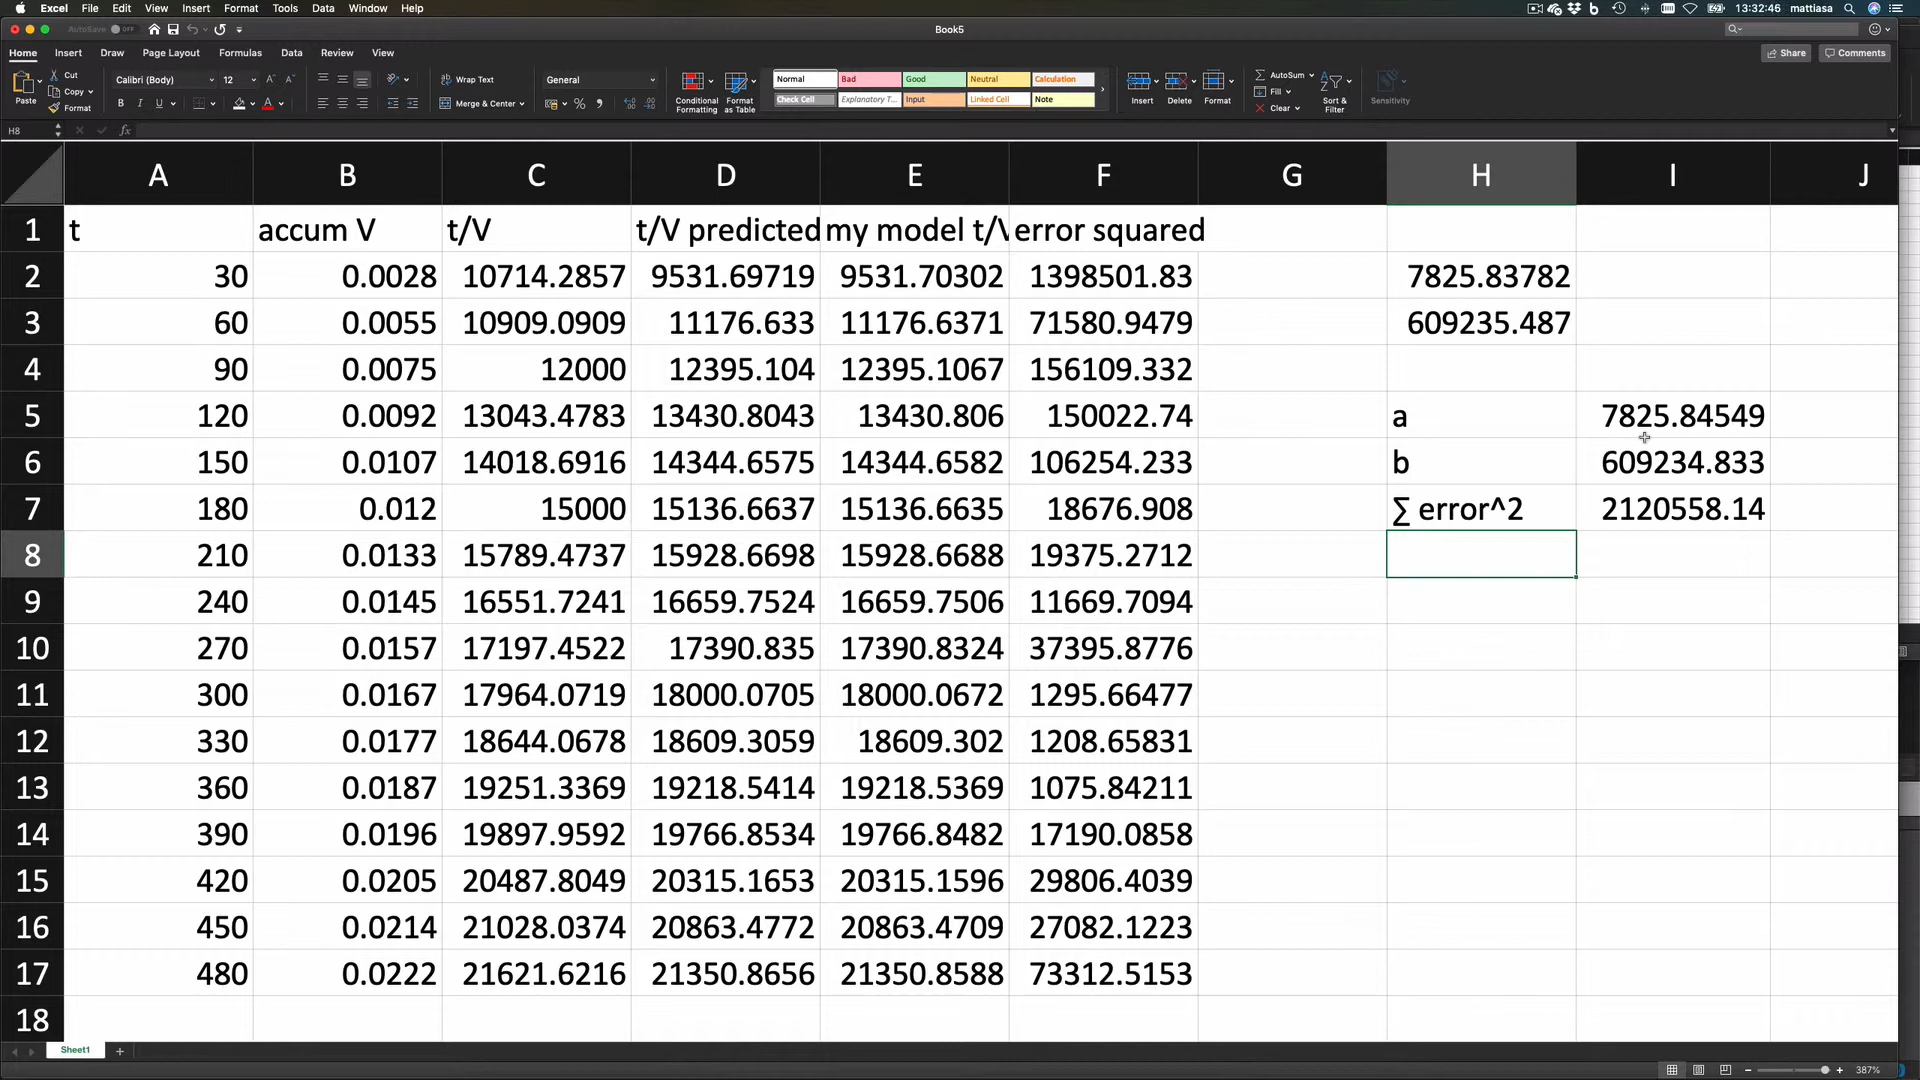 Excel File Edit View Insert Format Tools Data Window Help 13:32:46 mattiasa
AutoSave OFF Book5
Home Insert Draw Page Layout Formulas Data Review View Share Comments
Paste Cut Copy Format Calibri (Body) 12 Wrap Text Merge & Center General Conditional Formatting Format as Table Normal Bad Good Neutral Calculation Check Cell Explanatory T... Input Linked Cell Note Insert Delete Format AutoSum Fill Clear Sort & Filter Sensitivity
H8 fx
A B C D E F G H I J
1 t accum V t/V t/V predicted my model t/V error squared
2 30 0.0028 10714.2857 9531.69719 9531.70302 1398501.83 7825.83782
3 60 0.0055 10909.0909 11176.633 11176.6371 71580.9479 609235.487
4 90 0.0075 12000 12395.104 12395.1067 156109.332
5 120 0.0092 13043.4783 13430.8043 13430.806 150022.74 a 7825.84549
6 150 0.0107 14018.6916 14344.6575 14344.6582 106254.233 b 609234.833
7 180 0.012 15000 15136.6637 15136.6635 18676.908 ∑ error^2 2120558.14
8 210 0.0133 15789.4737 15928.6698 15928.6688 19375.2712
9 240 0.0145 16551.7241 16659.7524 16659.7506 11669.7094
10 270 0.0157 17197.4522 17390.835 17390.8324 37395.8776
11 300 0.0167 17964.0719 18000.0705 18000.0672 1295.66477
12 330 0.0177 18644.0678 18609.3059 18609.302 1208.65831
13 360 0.0187 19251.3369 19218.5414 19218.5369 1075.84211
14 390 0.0196 19897.9592 19766.8534 19766.8482 17190.0858
15 420 0.0205 20487.8049 20315.1653 20315.1596 29806.4039
16 450 0.0214 21028.0374 20863.4772 20863.4709 27082.1223
17 480 0.0222 21621.6216 21350.8656 21350.8588 73312.5153
18
Sheet1
387%